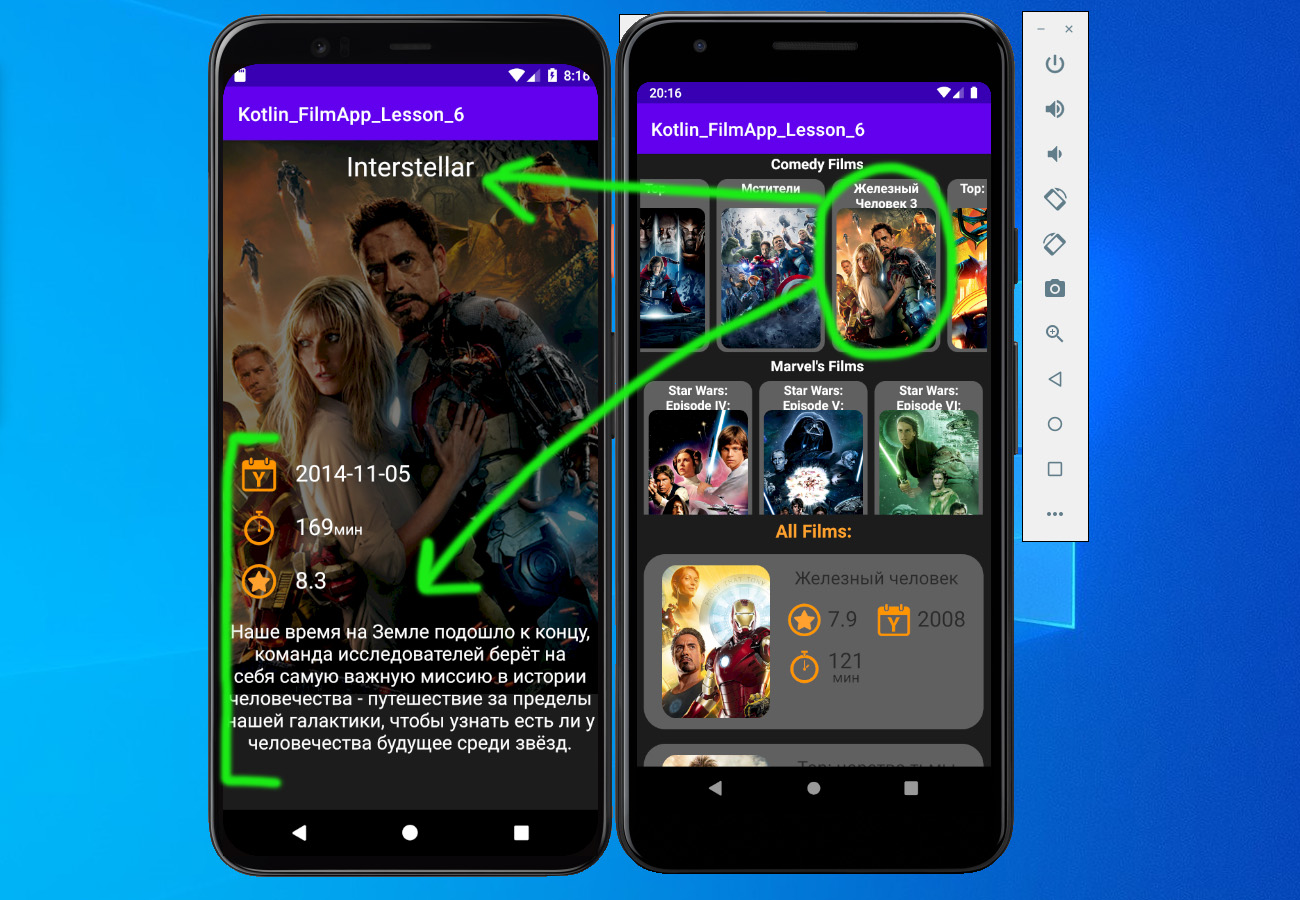 8:16
Kotlin_FilmApp_Lesson_6
Interstellar
2014-11-05
169мин
8.3
Наше время на Земле подошло к концу,
команда исследователей берёт на
себя самую важную миссию в истории
человечества - путешествие за пределы
нашей галактики, чтобы узнать есть ли у
человечества будущее среди звёзд.
20:16
Kotlin_FilmApp_Lesson_6
Comedy Films
Тор
Мстители
Железный
Человек 3
Тор:
Marvel's Films
Star Wars:
Episode IV:
Star Wars:
Episode V:
Star Wars:
Episode VI:
All Films:
Железный человек
7.9
Y
2008
121
мин
Тор: царство тьмы
Y